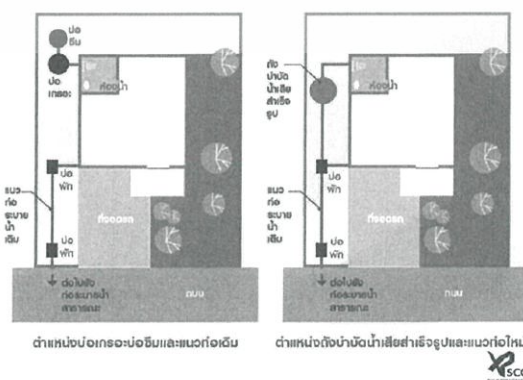 บ่อ
ซึม
บ่อ
เกรอะ
ห้องน้ำ
บ่อ
พัก
แนว
ท่อ
ระบาย
น้ำ
เดิม
ที่จอดรถ
บ่อ
พัก
ต่อไปยัง
ท่อระบายน้ำ
สาธารณะ
ถนน
ตำแหน่งบ่อเกรอะบ่อซึมและแนวท่อเดิม
ถัง
บำบัด
น้ำเสีย
สำเร็จ
รูป
ห้องน้ำ
บ่อ
พัก
แนว
ท่อ
ระบาย
น้ำ
เดิม
ที่จอดรถ
บ่อ
พัก
ต่อไปยัง
ท่อระบายน้ำ
สาธารณะ
ถนน
ตำแหน่งถังบำบัดน้ำเสียสำเร็จรูปและแนวท่อใหม่
SCG